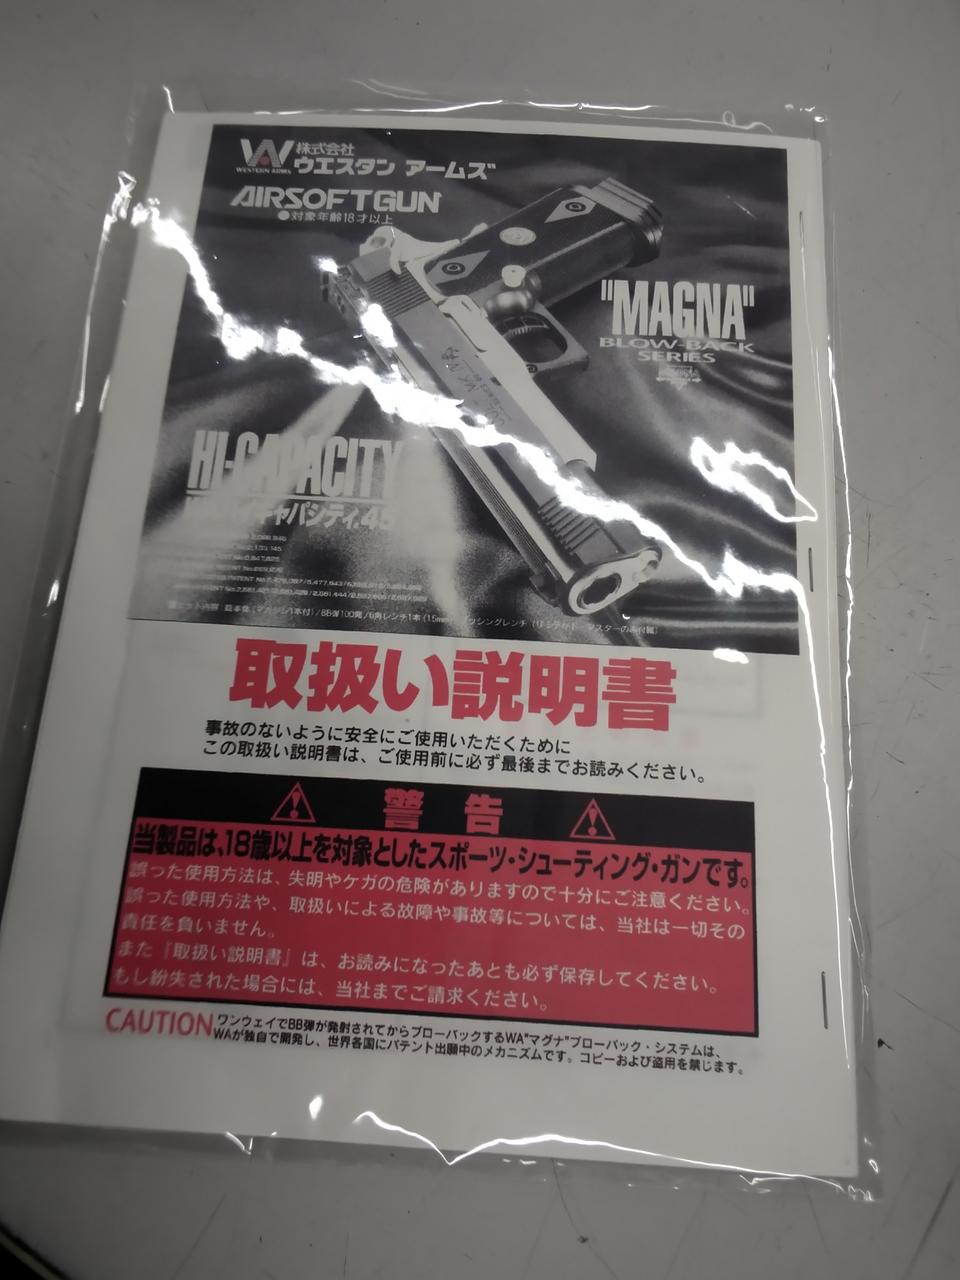 株式会社
WESTERN ARMS
ウエスタン アームズ
AIRSOFT GUN
●対象年齢18才以上
"MAGNA"
BLOW-BACK
SERIES
HI-CAPACITY
キャパシティ.45
取扱い説明書
事故のないように安全にご使用いただくために
この取扱い説明書は、ご使用前に必ず最後までお読みください。
警告
当製品は、18歳以上を対象としたスポーツ・シューティング・ガンです。
誤った使用方法は、失明やケガの危険がありますので十分にご注意ください。
誤った使用方法や、取扱いによる故障や事故等については、当社は一切その
責任を負いません。
また『取扱い説明書』は、お読みになったあとも必ず保存してください。
もし紛失された場合には、当社までご請求ください。
CAUTION ワンウェイでBB弾が発射されてからブローバックするWA"マグナ"ブローバック・システムは、
WAが独自で開発し、世界各国にパテント出願中のメカニズムです。コピーおよび盗用を禁じます。